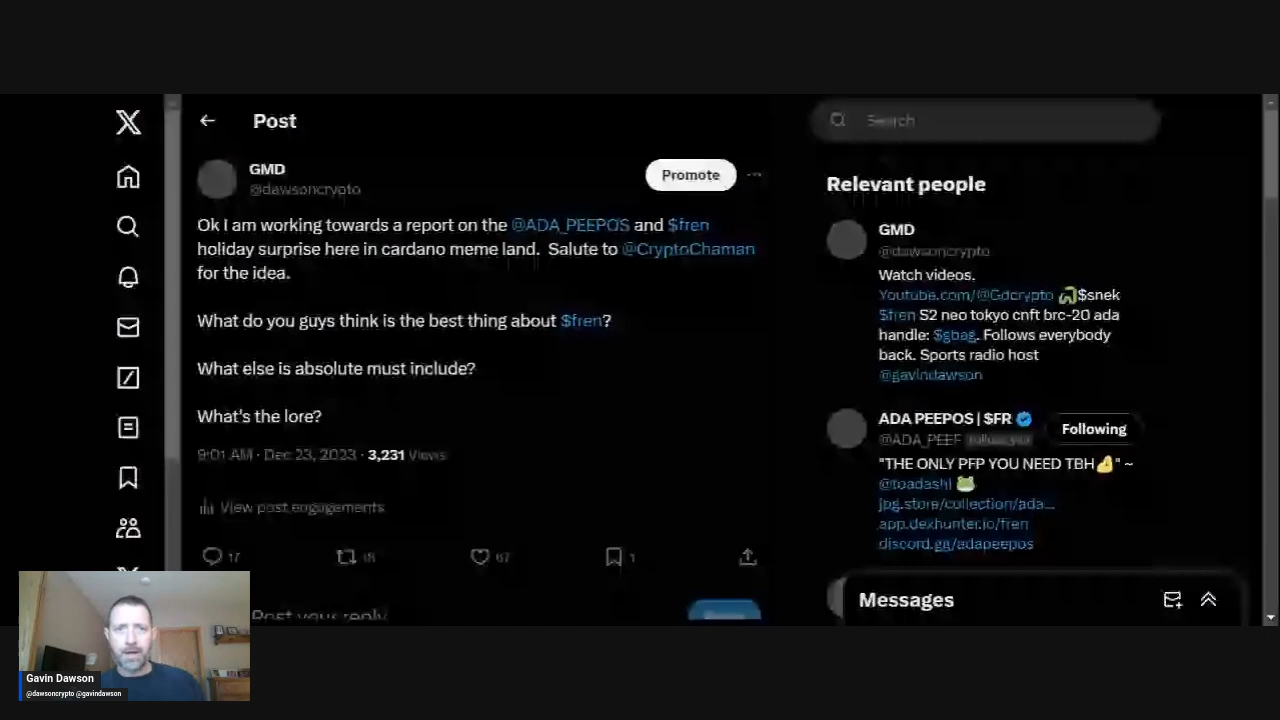 Post
Search
GMD
@dawsoncrypto
Promote
Ok I am working towards a report on the @ADA_PEEPOS and $fren
holiday surprise here in cardano meme land. Salute to @CryptoChaman
for the idea.
What do you guys think is the best thing about $fren?
What else is absolute must include?
What's the lore?
9:01 AM · Dec 23, 2023 · 3,231 Views
View post engagements
17
18
67
1
Post your reply
Relevant people
GMD
@dawsoncrypto
Watch videos.
Youtube.com/@Gdcrypto $snek
$fren S2 neo tokyo cnft brc-20 ada
handle: $gbag. Follows everybody
back. Sports radio host
@gavindawson
ADA PEEPOS | $FR
Following
@ADA_PEEF
"THE ONLY PFP YOU NEED TBH" ~
@toadashi
jpg.store/collection/ada...
app.dexhunter.io/fren
discord.gg/adapeepos
Messages
Gavin Dawson
@dawsoncrypto @gavindawson